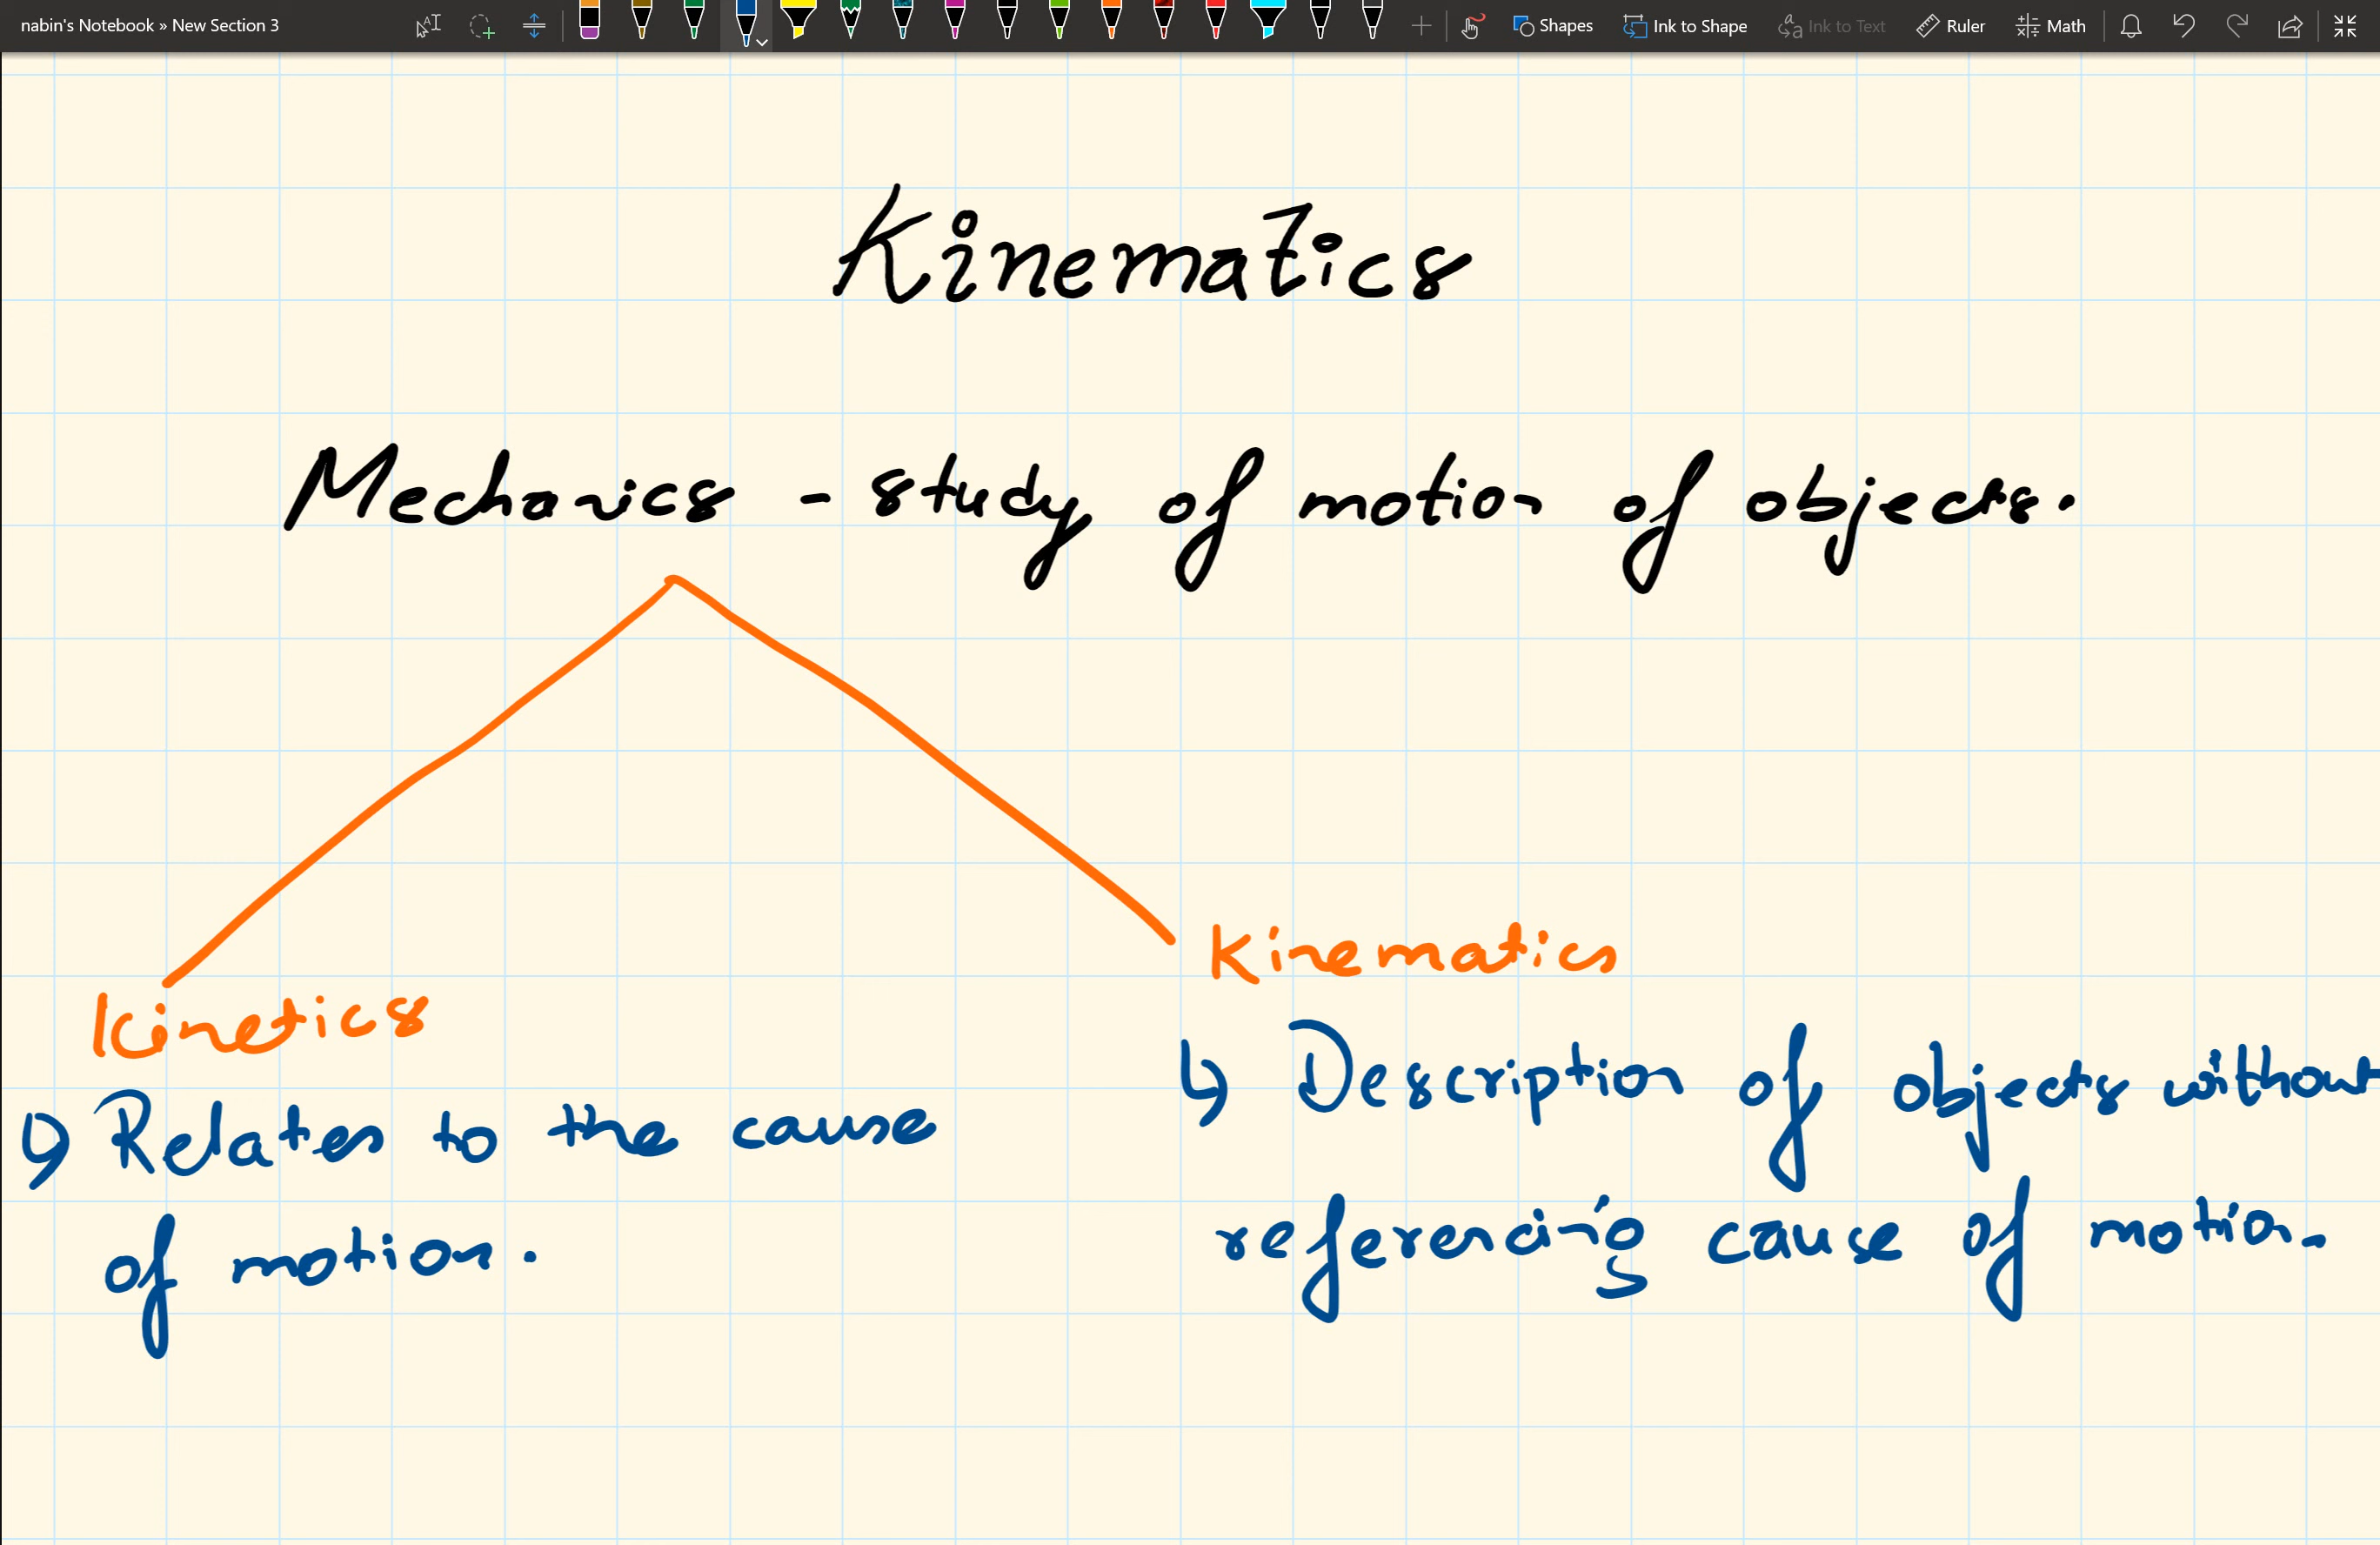 nabin's Notebook » New Section 3 Shapes Ink to Shape Ink to Text Ruler Math
Kinematics
Mechanics - study of motion of objects.
Kinematics
Kinetics
Description of objects without
Relates to the cause
referencing cause of motion.
of motion.